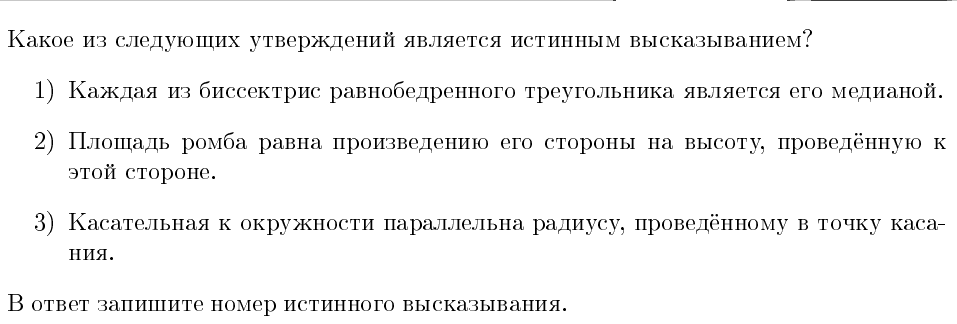 Какое из следующих утверждений является истинным высказыванием?
1) Каждая из биссектрис равнобедренного треугольника является его медианой.
2) Площадь ромба равна произведению его стороны на высоту, проведённую к
этой стороне.
3) Касательная к окружности параллельна радиусу, проведённому в точку каса-
ния.
В ответ запишите номер истинного высказывания.